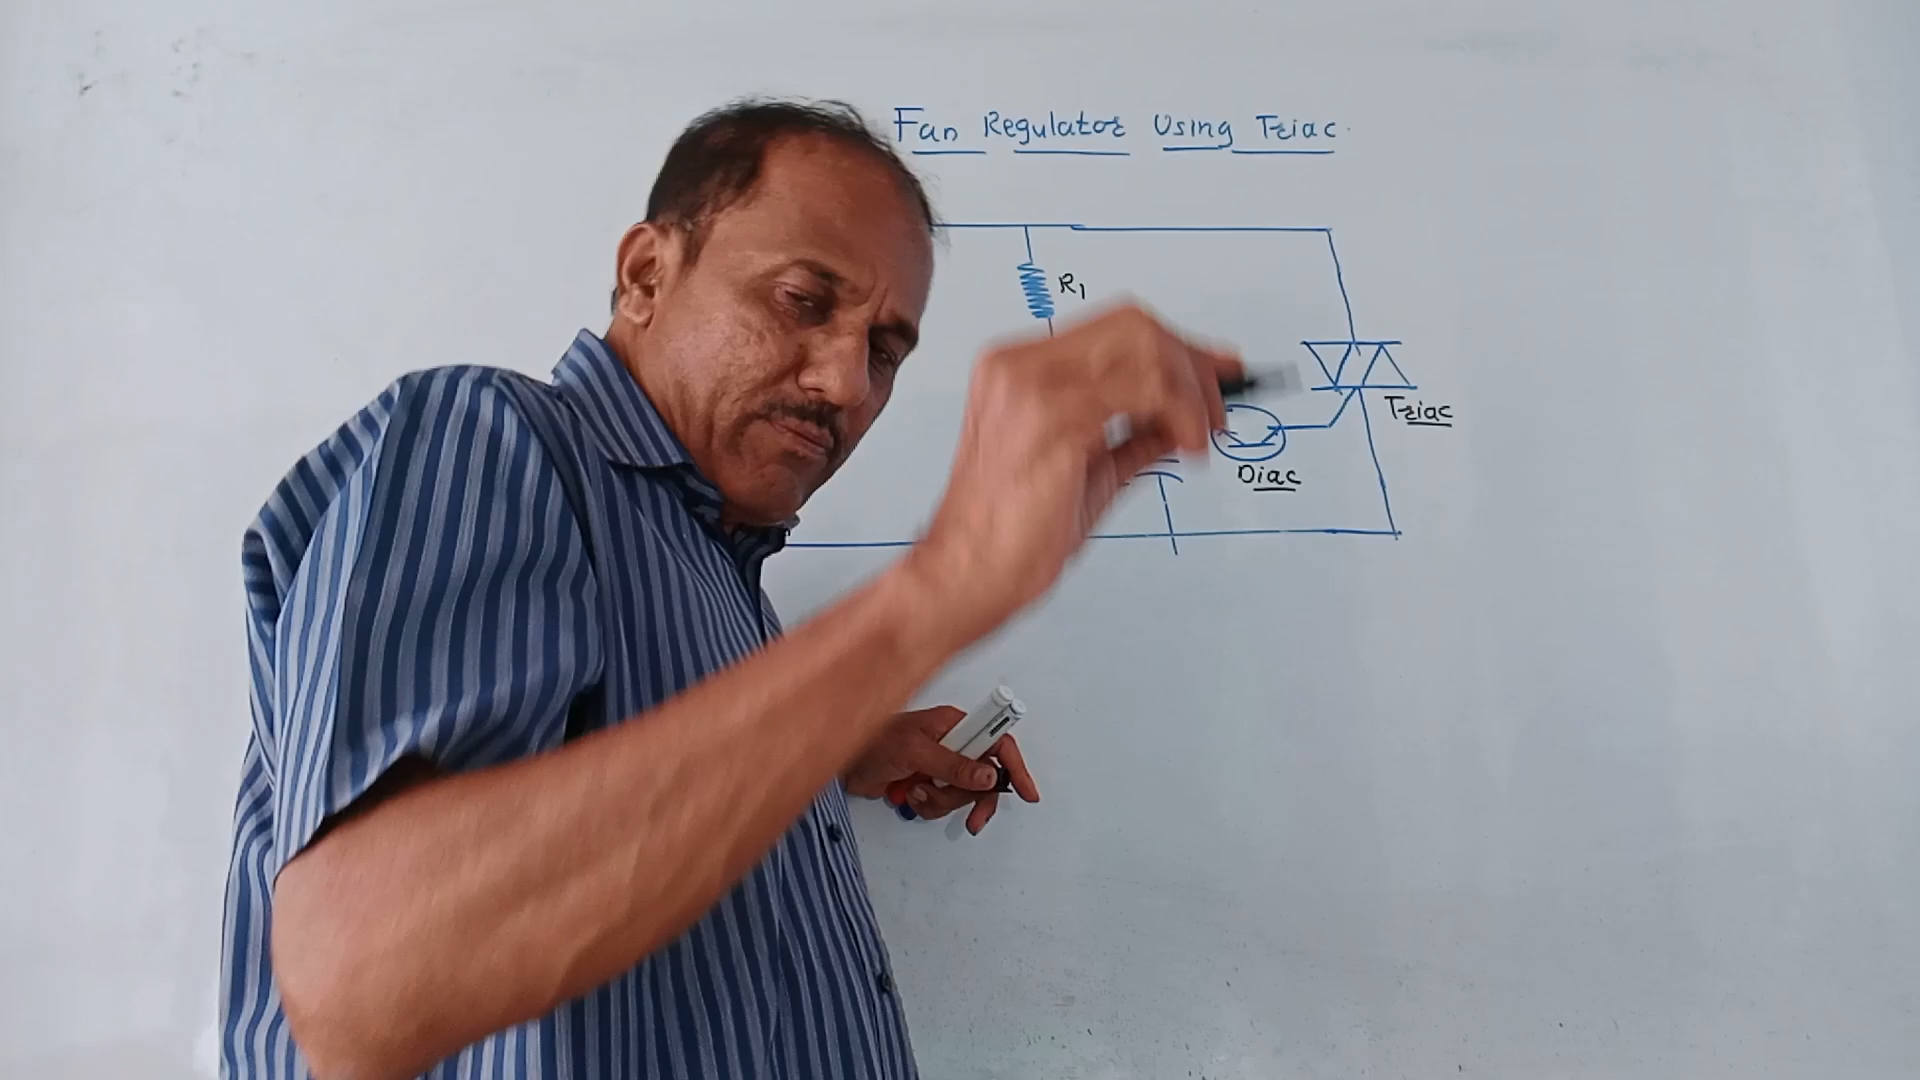 Fan Regulator Using Triac
R1
Triac
Diac